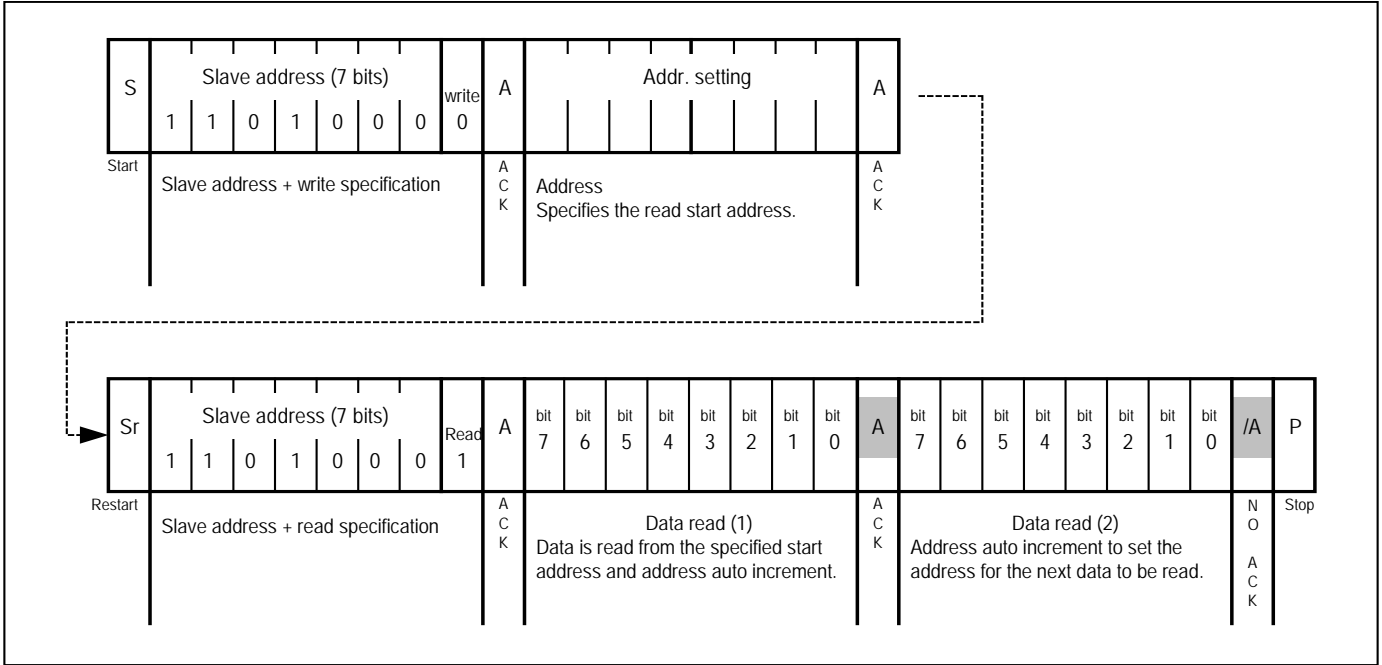 S Slave address (7 bits) write A Addr. setting A
1 1 0 1 0 0 0 0
Start
A C K
A C K
Slave address + write specification
Address
Specifies the read start address.
Sr Slave address (7 bits) Read A bit 7 bit 6 bit 5 bit 4 bit 3 bit 2 bit 1 bit 0 A bit 7 bit 6 bit 5 bit 4 bit 3 bit 2 bit 1 bit 0 /A P
1 1 0 1 0 0 0 1
Restart
A C K
A C K
N O A C K
Stop
Slave address + read specification
Data read (1)
Data is read from the specified start
address and address auto increment.
Data read (2)
Address auto increment to set the
address for the next data to be read.